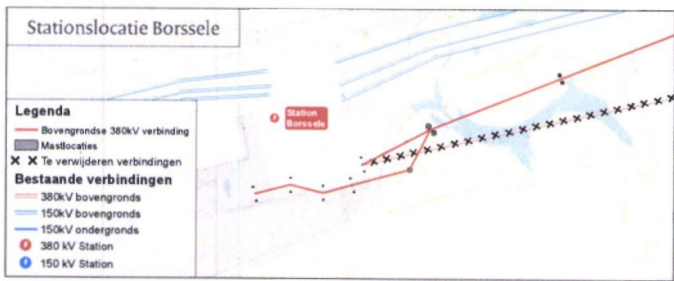 Stationslocatie Borssele
Station
Borssele
Legenda
Bovengrondse 380kV verbinding
Mastlocaties
Te verwijderen verbindingen
Bestaande verbindingen
380kV bovengronds
150kV bovengronds
150kV ondergronds
380 kV Station
150 kV Station